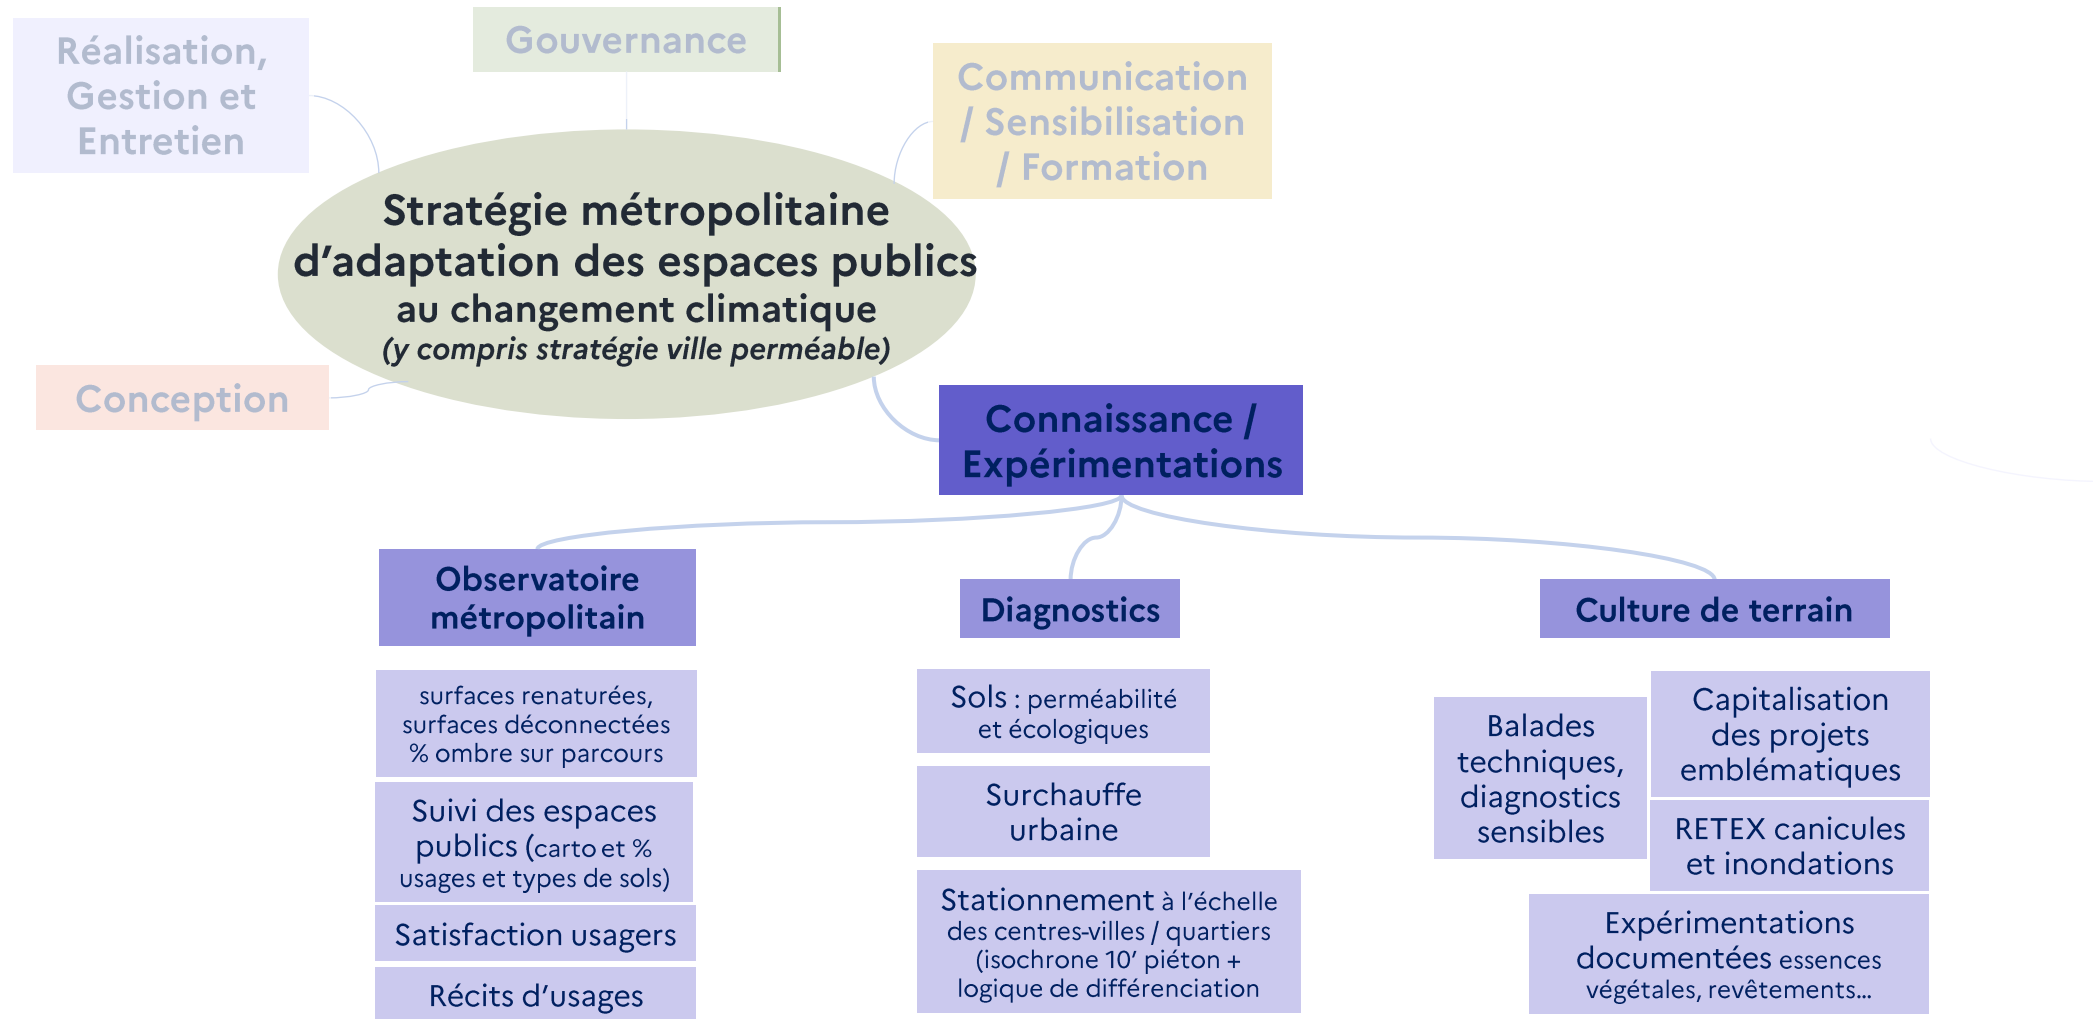 Réalisation,
Gestion et
Entretien
Gouvernance
Communication
/ Sensibilisation
/ Formation
Stratégie métropolitaine
d’adaptation des espaces publics
au changement climatique
(y compris stratégie ville perméable)
Conception
Connaissance /
Expérimentations
Observatoire
métropolitain
surfaces renaturées,
surfaces déconnectées
% ombre sur parcours
Suivi des espaces
publics (carto et %
usages et types de sols)
Satisfaction usagers
Récits d’usages
Diagnostics
Sols : perméabilité
et écologiques
Surchauffe
urbaine
Stationnement à l’échelle
des centres-villes / quartiers
(isochrone 10’ piéton +
logique de différenciation
Culture de terrain
Balades
techniques,
diagnostics
sensibles
Capitalisation
des projets
emblématiques
RETEX canicules
et inondations
Expérimentations
documentées essences
végétales, revêtements…